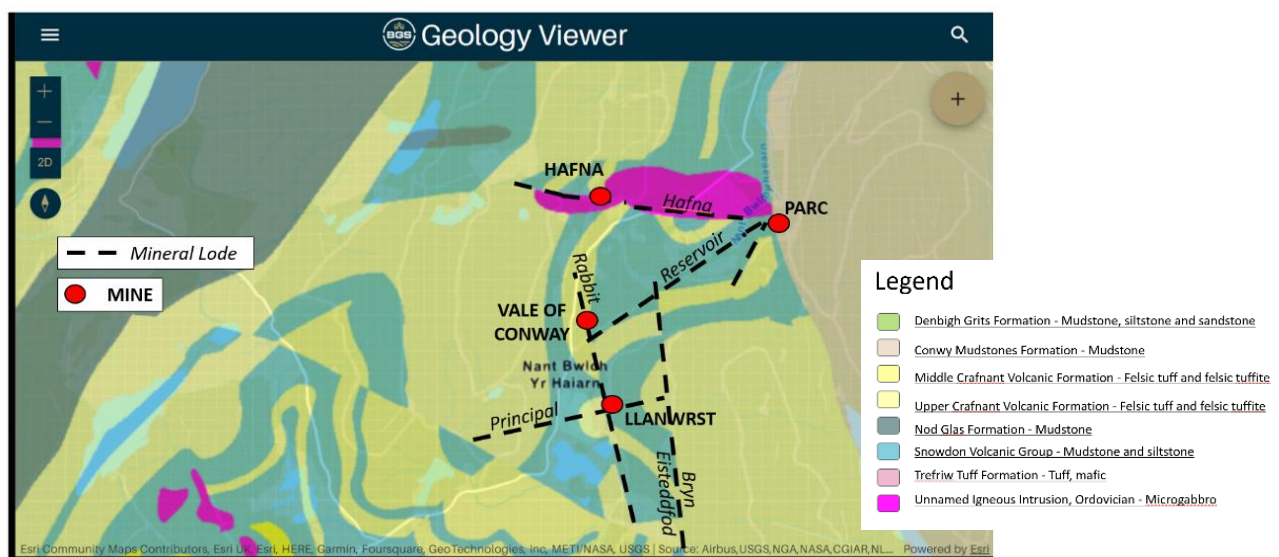 BGS Geology Viewer
2D
HAFNA
Hafna
PARC
Mineral Lode
MINE
Reservoir
Rabbit
VALE OF
CONWAY
Nant Bwlch
Yr Haiarn
Principal
LLANWRST
Bryn
Eisteddfod
Legend
Denbigh Grits Formation - Mudstone, siltstone and sandstone
Conwy Mudstones Formation - Mudstone
Middle Crafnant Volcanic Formation - Felsic tuff and felsic tuffite
Upper Crafnant Volcanic Formation - Felsic tuff and felsic tuffite
Nod Glas Formation - Mudstone
Snowdon Volcanic Group - Mudstone and siltstone
Trefriw Tuff Formation - Tuff, mafic
Unnamed Igneous Intrusion, Ordovician - Microgabbro
Esri Community Maps Contributors, Esri UK, Esri, HERE, Garmin, Foursquare, GeoTechnologies, Inc, METI/NASA, USGS | Source: Airbus,USGS,NGA,NASA,CGIAR,NL... Powered by Esri